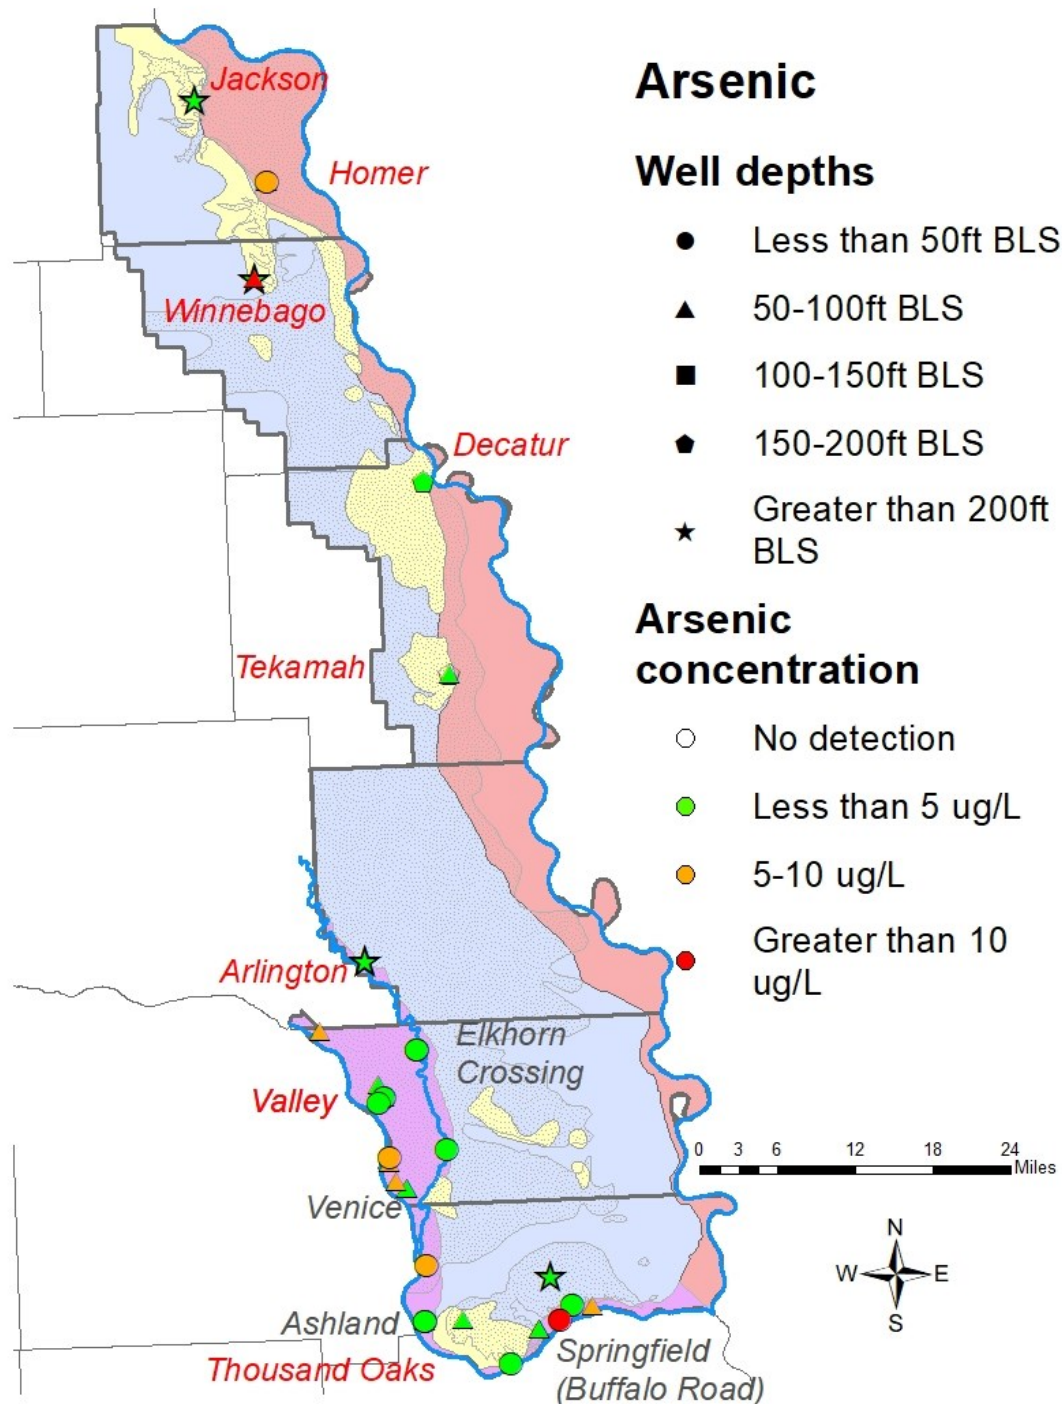 Arsenic
Well depths
Less than 50ft BLS
50-100ft BLS
100-150ft BLS
150-200ft BLS
Greater than 200ft
BLS
Arsenic
concentration
No detection
Less than 5 ug/L
5-10 ug/L
Greater than 10
ug/L
Jackson
Homer
Winnebago
Decatur
Tekamah
Arlington
Elkhorn
Crossing
Valley
Venice
Ashland
Thousand Oaks
Springfield
(Buffalo Road)
0 3 6 12 18 24
Miles
N
W E
S